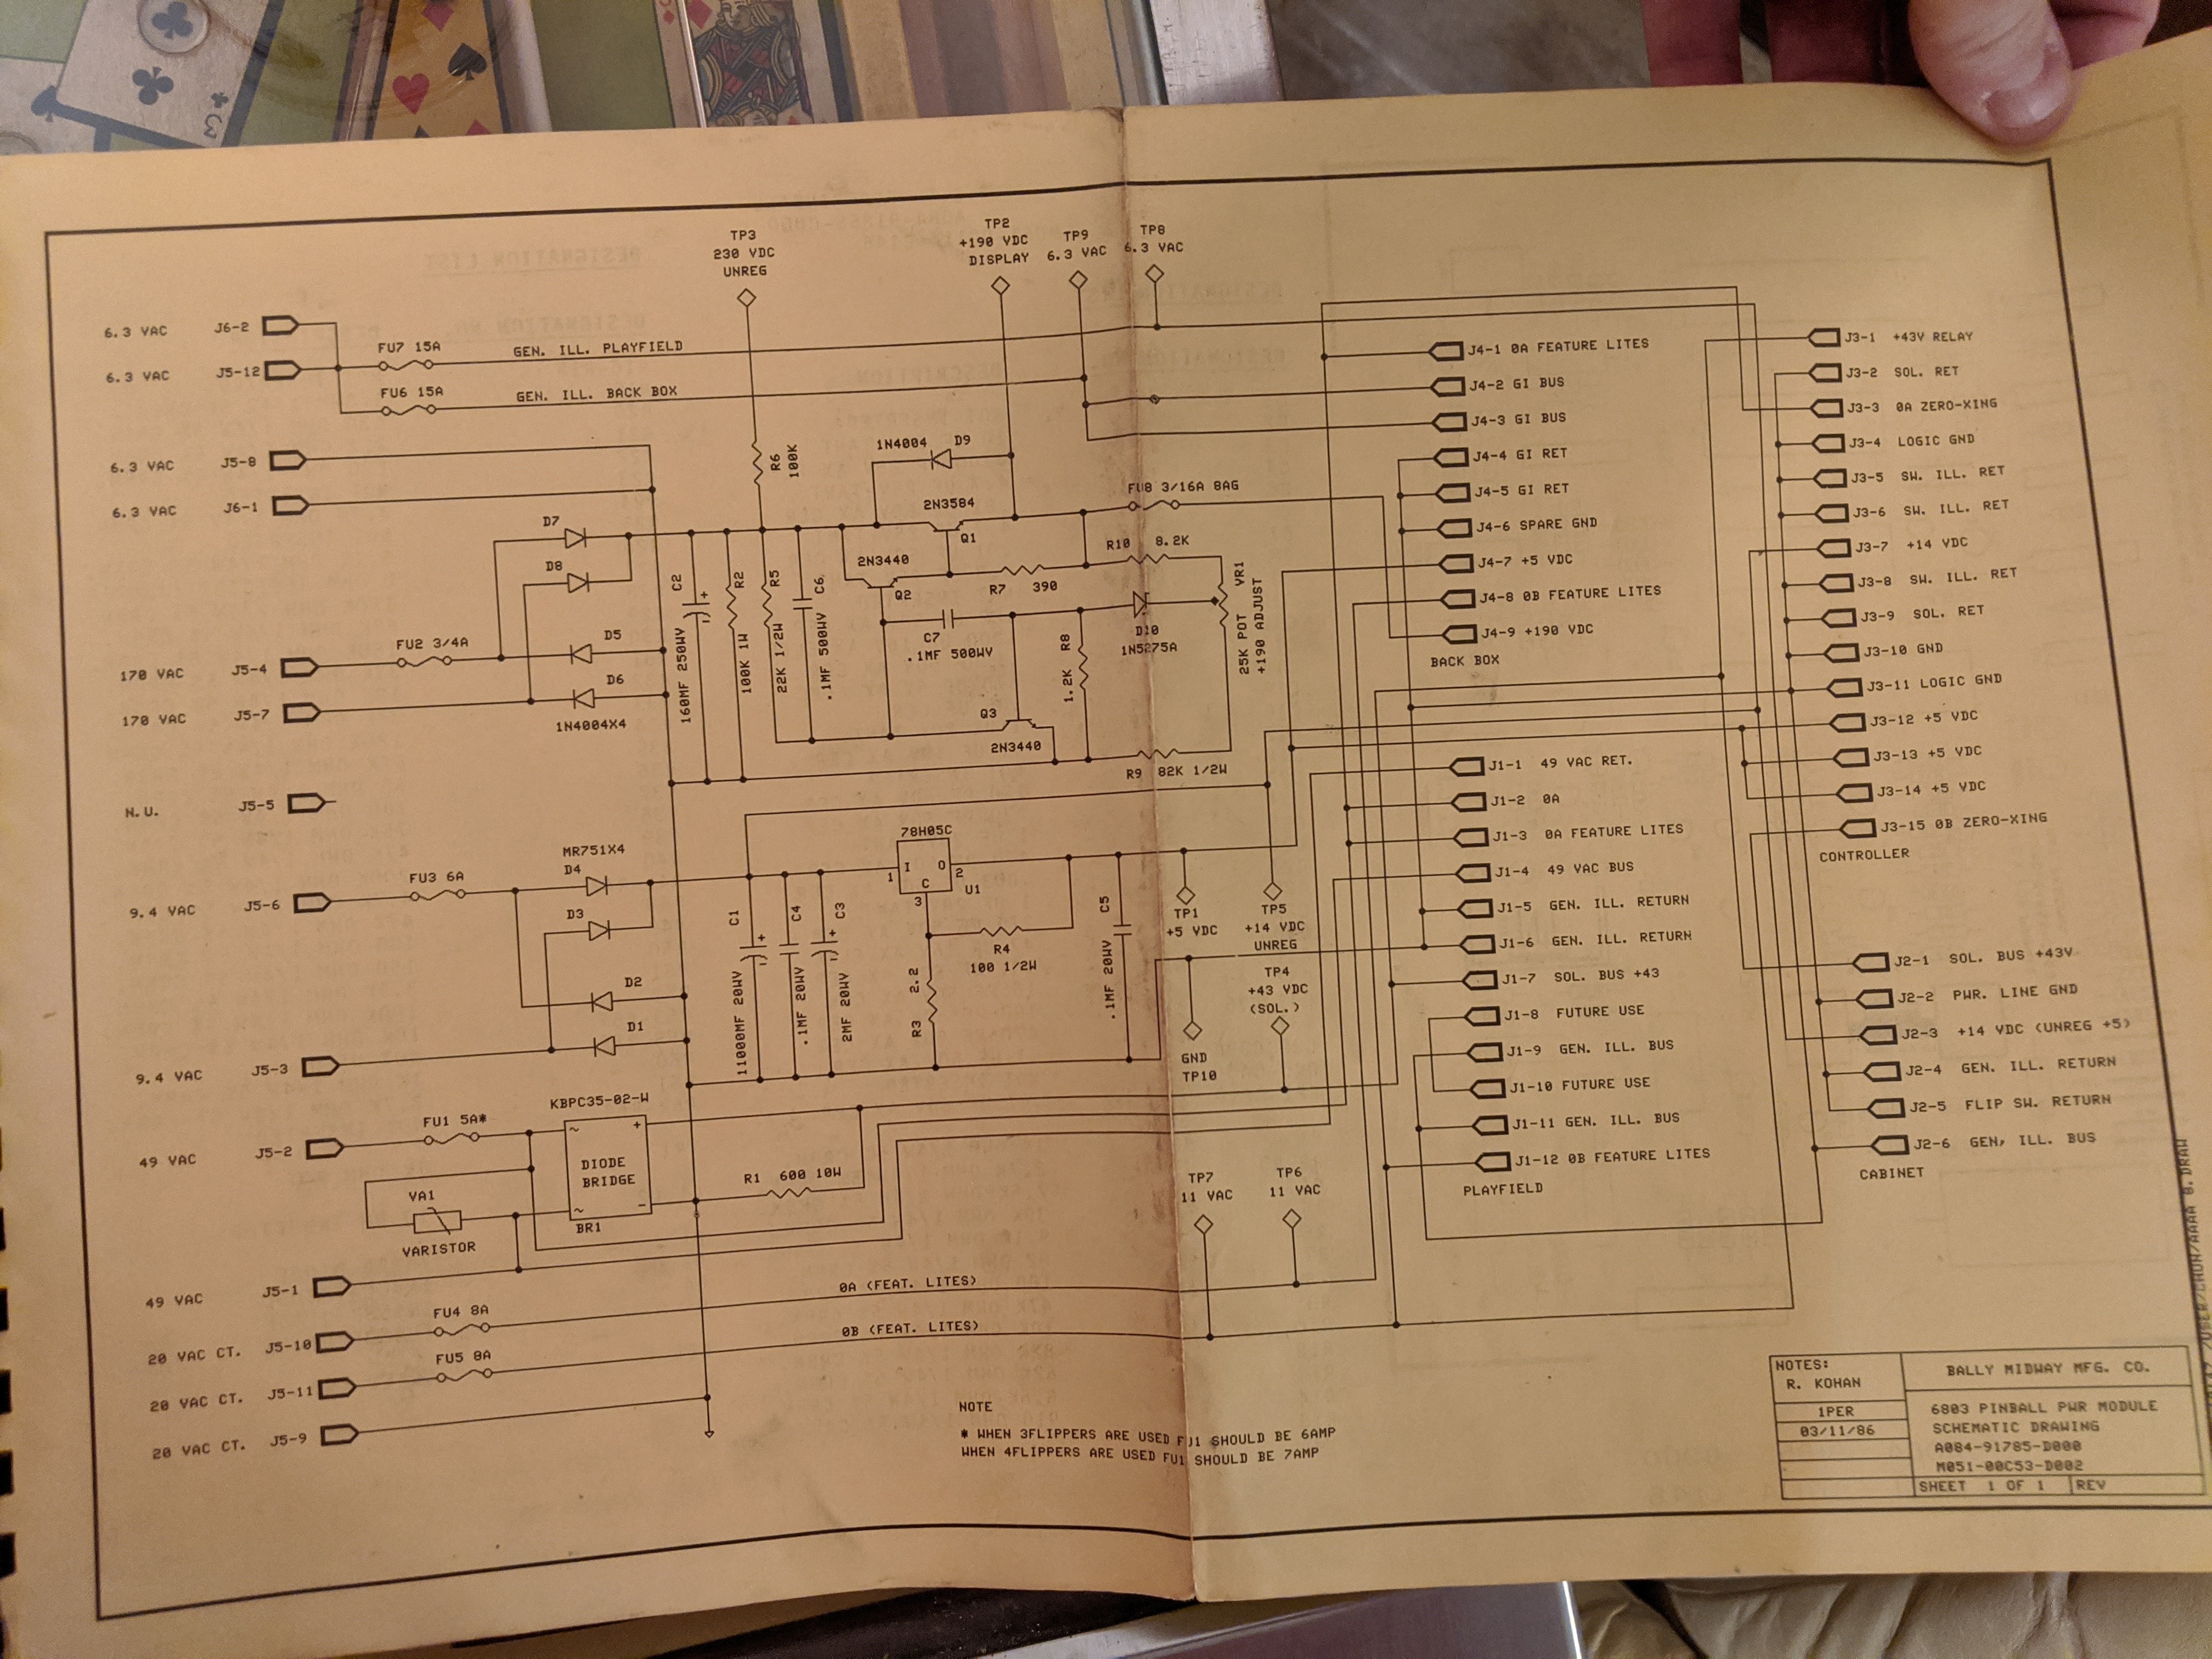 TP3
230 VDC
UNREG
TP2
+190 VDC
DISPLAY
TP9
6.3 VAC
TP8
6.3 VAC
6.3 VAC J6-2
6.3 VAC J5-12
FU7 15A
GEN. ILL. PLAYFIELD
FU6 15A
GEN. ILL. BACK BOX
6.3 VAC J5-8
6.3 VAC J6-1
D7
D8
FU2 3/4A
D5
D6
1N4004X4
170 VAC J5-4
170 VAC J5-7
N.U. J5-5
R6
100K
1N4004 D9
2N3584
Q1
2N3440
Q2
FU8 3/16A 8AG
R10 8.2K
R7 390
C2
160MF 250WV
R2
100K 1W
R5
22K 1/2W
C6
.1MF 500WV
C7
.1MF 500WV
R8
1.2K
D10
1N5275A
VR1
25K POT
+190 ADJUST
Q3
2N3440
R9 82K 1/2W
MR751X4
D4
FU3 6A
9.4 VAC J5-6
D3
D2
D1
9.4 VAC J5-3
78H05C
I O
C
1
2
3
U1
C1
11000MF 20WV
C4
.1MF 20WV
C3
2MF 20WV
R3 2.2
R4
100 1/2W
C5
.1MF 20WV
TP1
+5 VDC
TP5
+14 VDC
UNREG
TP4
+43 VDC
(SOL.)
GND
TP10
KBPC35-02-W
FU1 5A*
49 VAC J5-2
DIODE
BRIDGE
BR1
R1 600 10W
VA1
VARISTOR
49 VAC J5-1
TP7
11 VAC
TP6
11 VAC
20 VAC CT. J5-10
FU4 8A
0A (FEAT. LITES)
20 VAC CT. J5-11
FU5 8A
0B (FEAT. LITES)
20 VAC CT. J5-9
J4-1 0A FEATURE LITES
J4-2 GI BUS
J4-3 GI BUS
J4-4 GI RET
J4-5 GI RET
J4-6 SPARE GND
J4-7 +5 VDC
J4-8 0B FEATURE LITES
J4-9 +190 VDC
BACK BOX
J1-1 49 VAC RET.
J1-2 0A
J1-3 0A FEATURE LITES
J1-4 49 VAC BUS
J1-5 GEN. ILL. RETURN
J1-6 GEN. ILL. RETURN
J1-7 SOL. BUS +43
J1-8 FUTURE USE
J1-9 GEN. ILL. BUS
J1-10 FUTURE USE
J1-11 GEN. ILL. BUS
J1-12 0B FEATURE LITES
PLAYFIELD
J3-1 +43V RELAY
J3-2 SOL. RET
J3-3 0A ZERO-XING
J3-4 LOGIC GND
J3-5 SW. ILL. RET
J3-6 SW. ILL. RET
J3-7 +14 VDC
J3-8 SW. ILL. RET
J3-9 SOL. RET
J3-10 GND
J3-11 LOGIC GND
J3-12 +5 VDC
J3-13 +5 VDC
J3-14 +5 VDC
J3-15 0B ZERO-XING
CONTROLLER
J2-1 SOL. BUS +43V
J2-2 PWR. LINE GND
J2-3 +14 VDC (UNREG +5)
J2-4 GEN. ILL. RETURN
J2-5 FLIP SW. RETURN
J2-6 GEN, ILL. BUS
CABINET
NOTE
* WHEN 3FLIPPERS ARE USED FU1 SHOULD BE 6AMP
WHEN 4FLIPPERS ARE USED FU1 SHOULD BE 7AMP
NOTES:
R. KOHAN
1PER
03/11/86
BALLY MIDWAY MFG. CO.
6803 PINBALL PWR MODULE
SCHEMATIC DRAWING
A084-91785-D000
M051-00C53-D002
SHEET 1 OF 1 REV